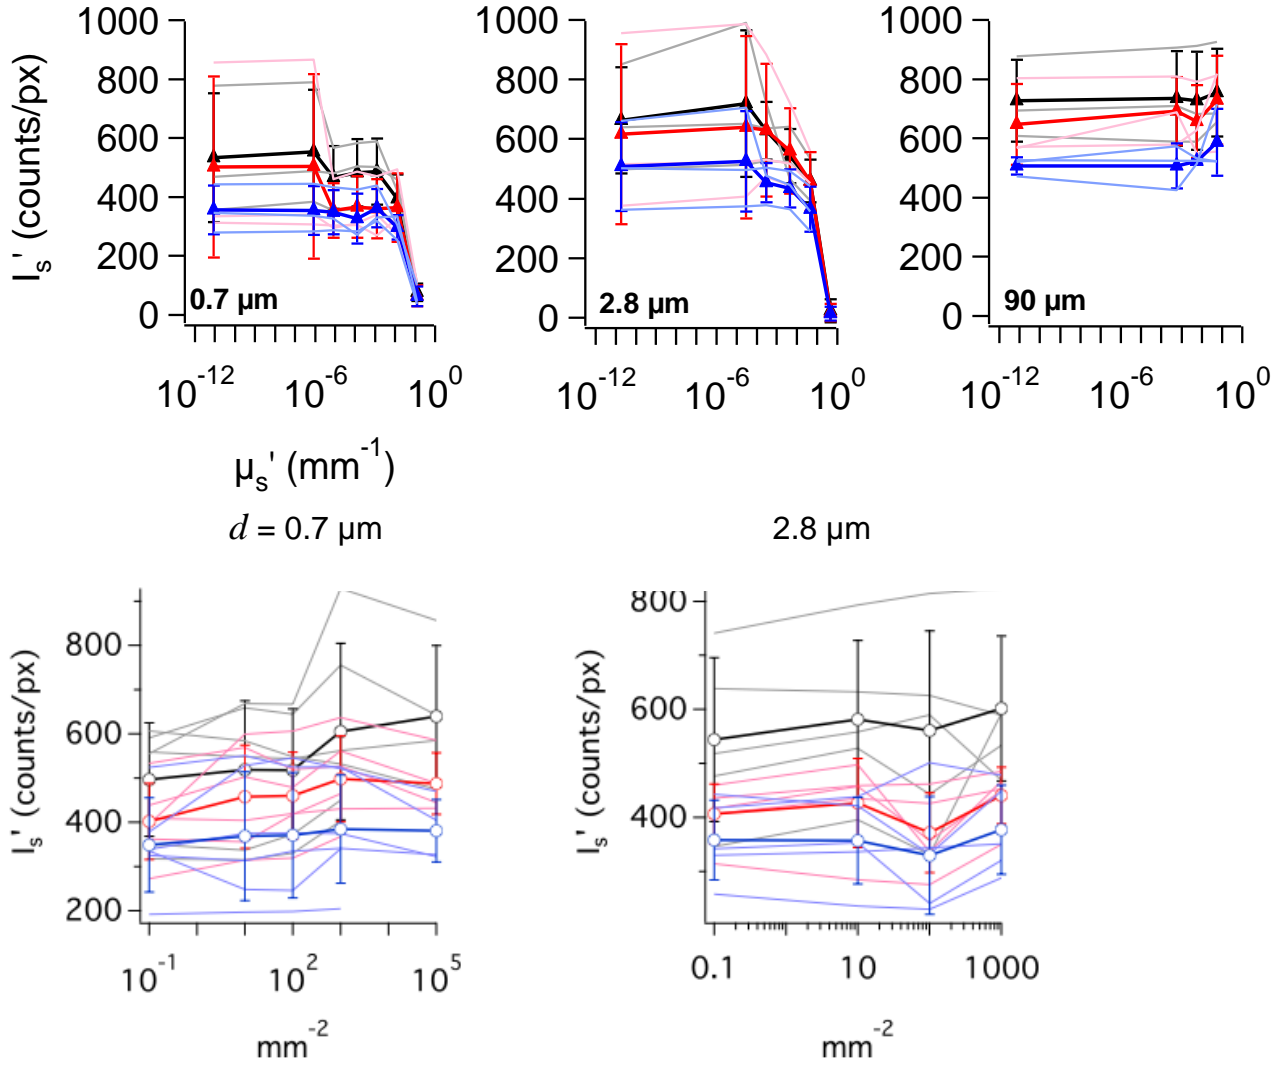 1000 1000 1000
800 800 800
600 600 600
400 400 400
200 200 200
0 0 0
Iₛ' (counts/px)
0.7 µm 2.8 µm 90 µm
10⁻¹² 10⁻⁶ 10⁰ 10⁻¹² 10⁻⁶ 10⁰ 10⁻¹² 10⁻⁶ 10⁰
µₛ' (mm⁻¹)
d = 0.7 µm 2.8 µm
800 800
600 600
400 400
200
Iₛ' (counts/px) Iₛ' (counts/px)
10⁻¹ 10² 10⁵ 0.1 10 1000
mm⁻² mm⁻²